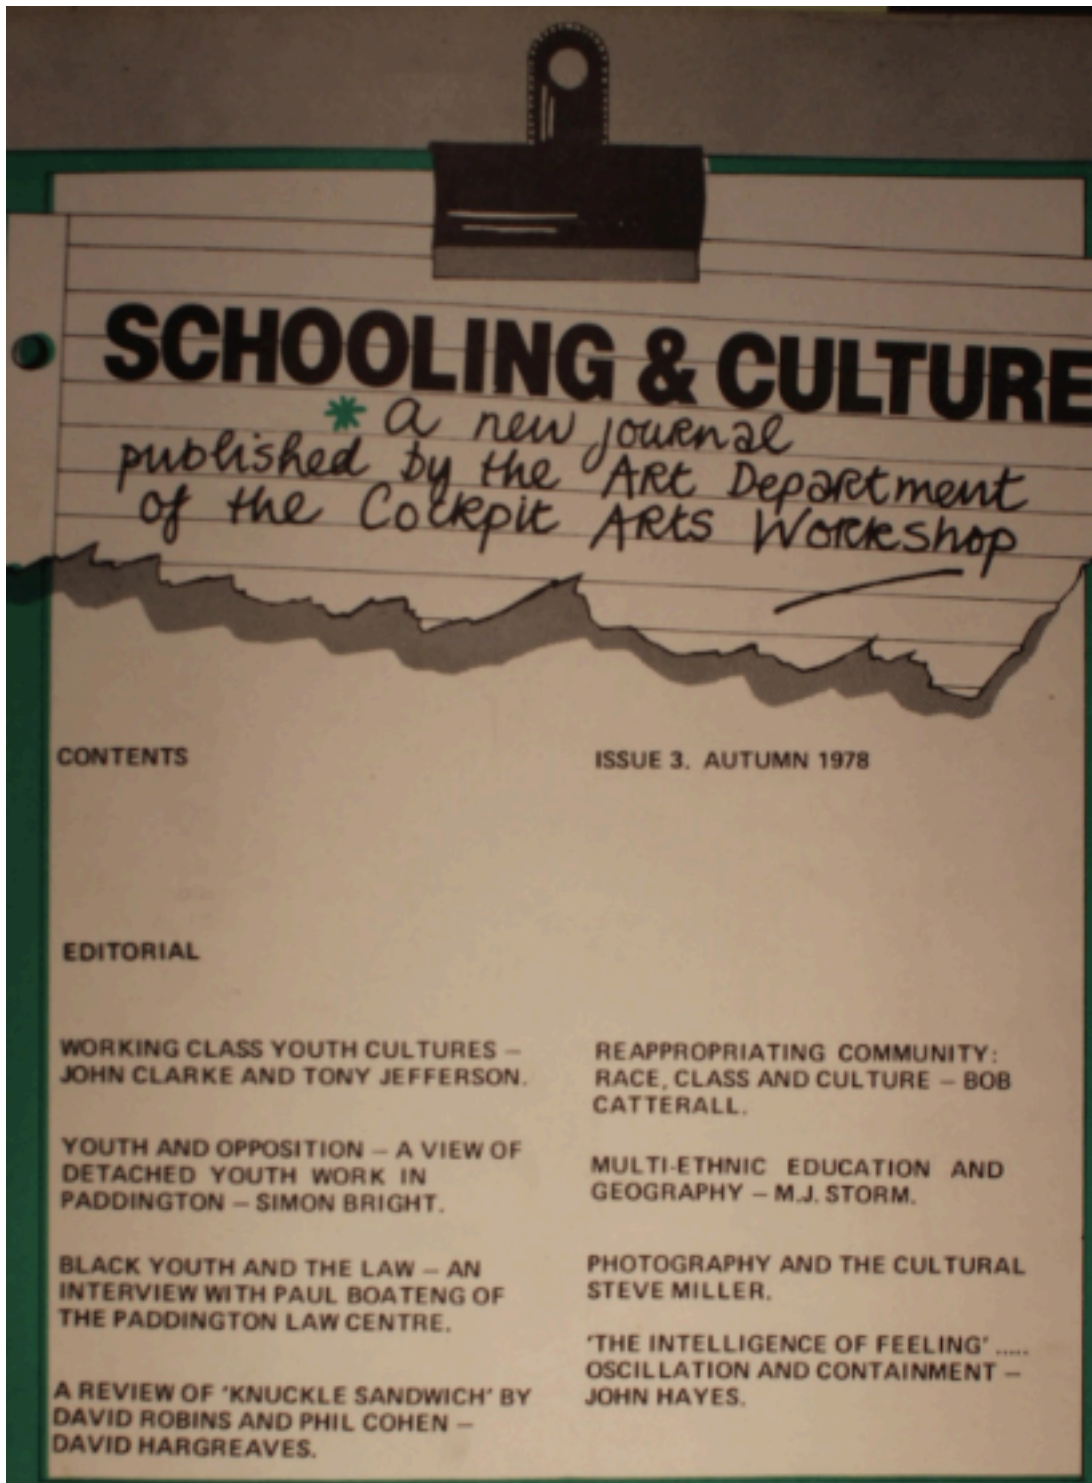 SCHOOLING & CULTURE
* a new journal
published by the Art Department
of the Cockpit Arts Workshop
CONTENTS
ISSUE 3. AUTUMN 1978
EDITORIAL
WORKING CLASS YOUTH CULTURES –
JOHN CLARKE AND TONY JEFFERSON.
YOUTH AND OPPOSITION – A VIEW OF
DETACHED YOUTH WORK IN
PADDINGTON – SIMON BRIGHT.
BLACK YOUTH AND THE LAW – AN
INTERVIEW WITH PAUL BOATENG OF
THE PADDINGTON LAW CENTRE.
A REVIEW OF 'KNUCKLE SANDWICH' BY
DAVID ROBINS AND PHIL COHEN –
DAVID HARGREAVES.
REAPPROPRIATING COMMUNITY:
RACE, CLASS AND CULTURE – BOB
CATTERALL.
MULTI-ETHNIC EDUCATION AND
GEOGRAPHY – M.J. STORM.
PHOTOGRAPHY AND THE CULTURAL
STEVE MILLER.
'THE INTELLIGENCE OF FEELING' .....
OSCILLATION AND CONTAINMENT –
JOHN HAYES.